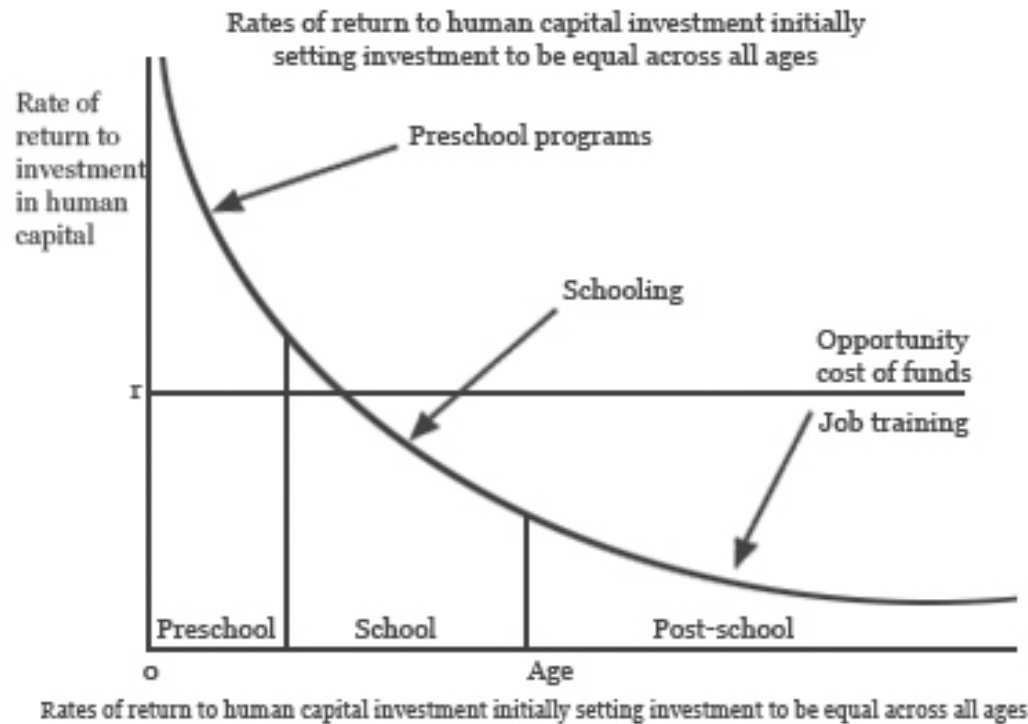 Rates of return to human capital investment initially
setting investment to be equal across all ages
Rate of
return to
investment
in human
capital
Preschool programs
Schooling
Opportunity
cost of funds
r
Job training
Preschool
School
Post-school
0
Age
Rates of return to human capital investment initially setting investment to be equal across all ages